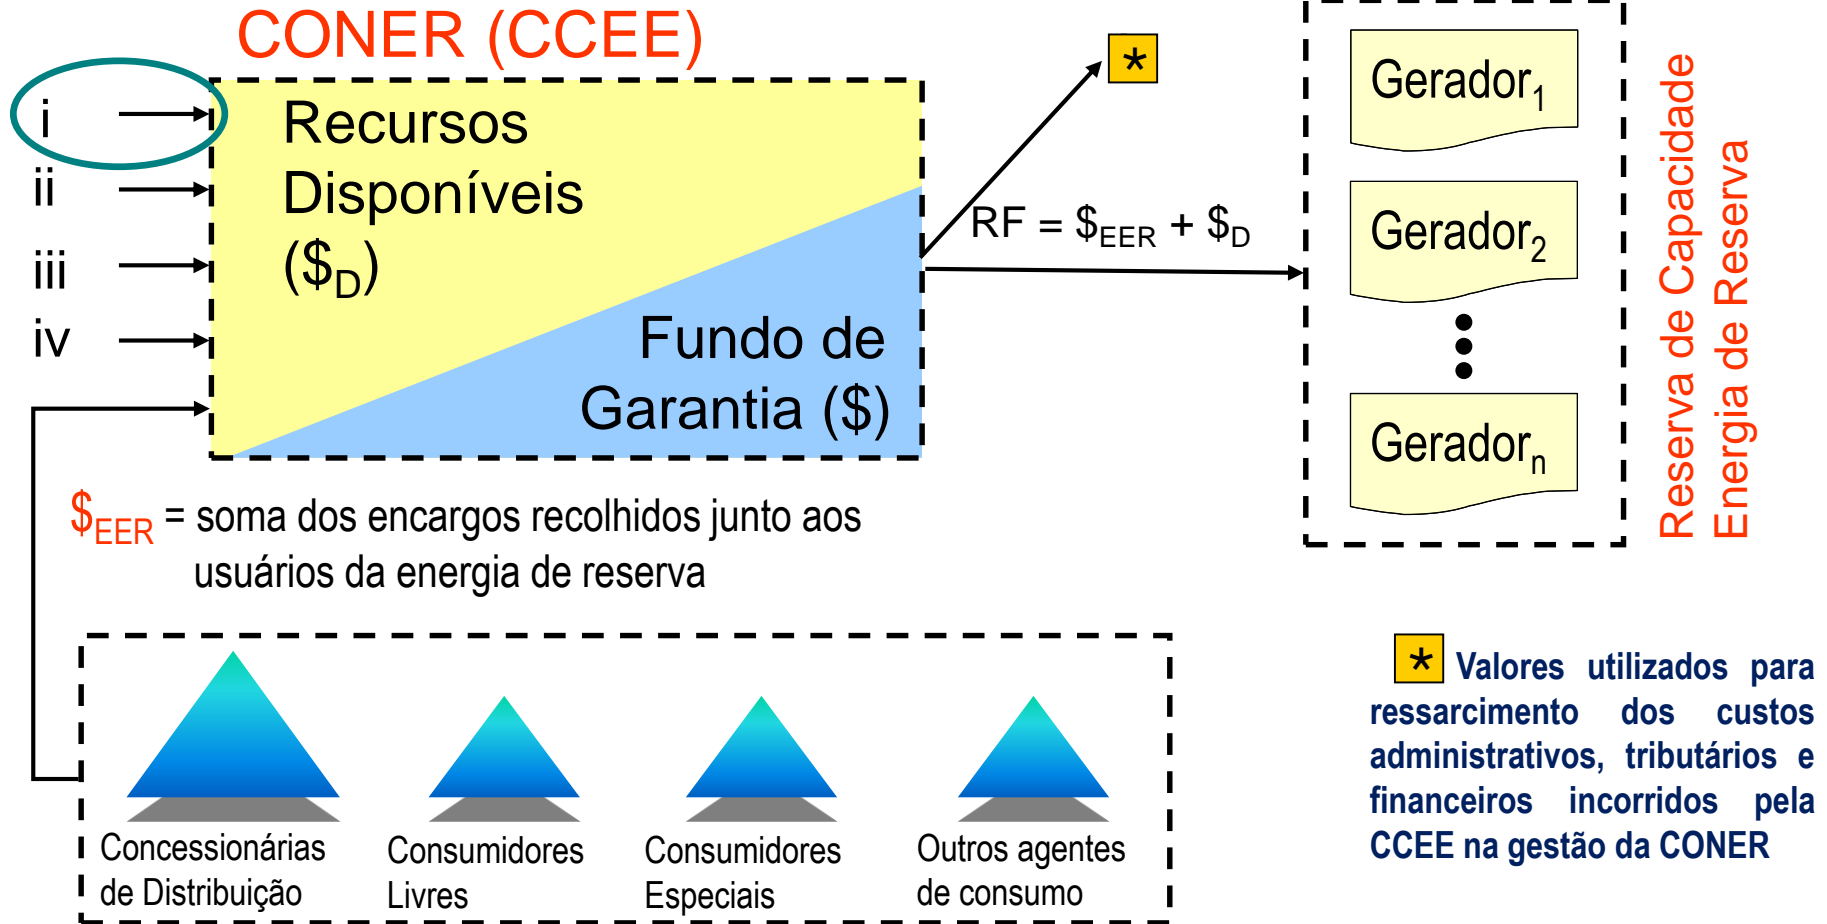 CONER (CCEE)
i
ii
iii
iv
Recursos
Disponíveis
($D)
Fundo de
Garantia ($)
*
RF = $EER + $D
Gerador1
Gerador2
Geradorn
Reserva de Capacidade
Energia de Reserva
$EER = soma dos encargos recolhidos junto aos
usuários da energia de reserva
Concessionárias
de Distribuição
Consumidores
Livres
Consumidores
Especiais
Outros agentes
de consumo
* Valores utilizados para
ressarcimento dos custos
administrativos, tributários e
financeiros incorridos pela
CCEE na gestão da CONER